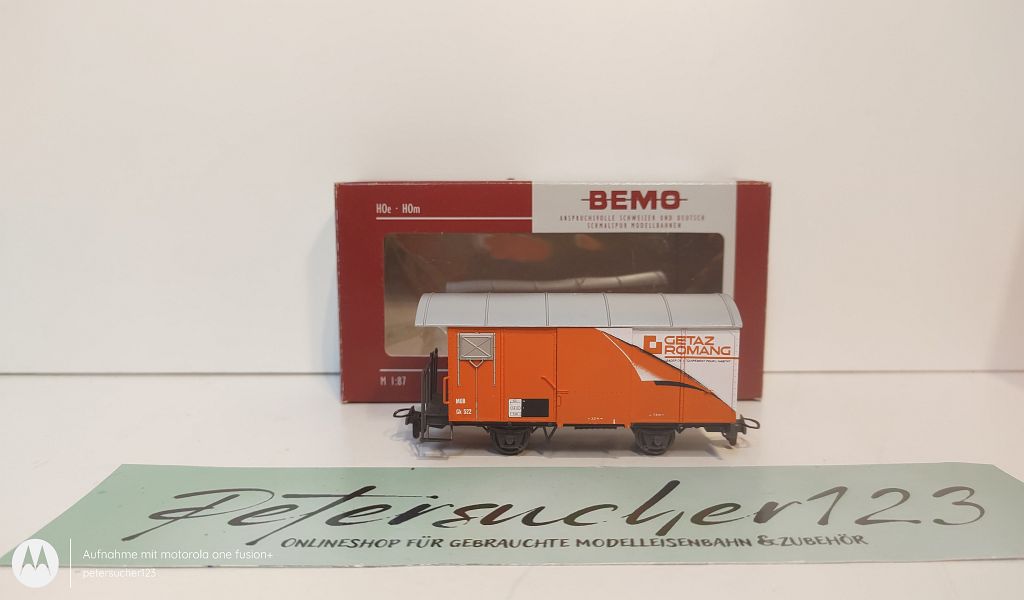 H0e · H0m
BEMO
ANSPRUCHSVOLLE SCHWEIZER UND DEUTSCHE
SCHMALSPUR MODELLBAHNEN
M 1:87
GETAZ
ROMANG
MOB
Gk 522
Petersucher123
ONLINESHOP FÜR GEBRAUCHTE MODELLEISENBAHN & ZUBEHÖR
Aufnahme mit motorola one fusion+
petersucher123